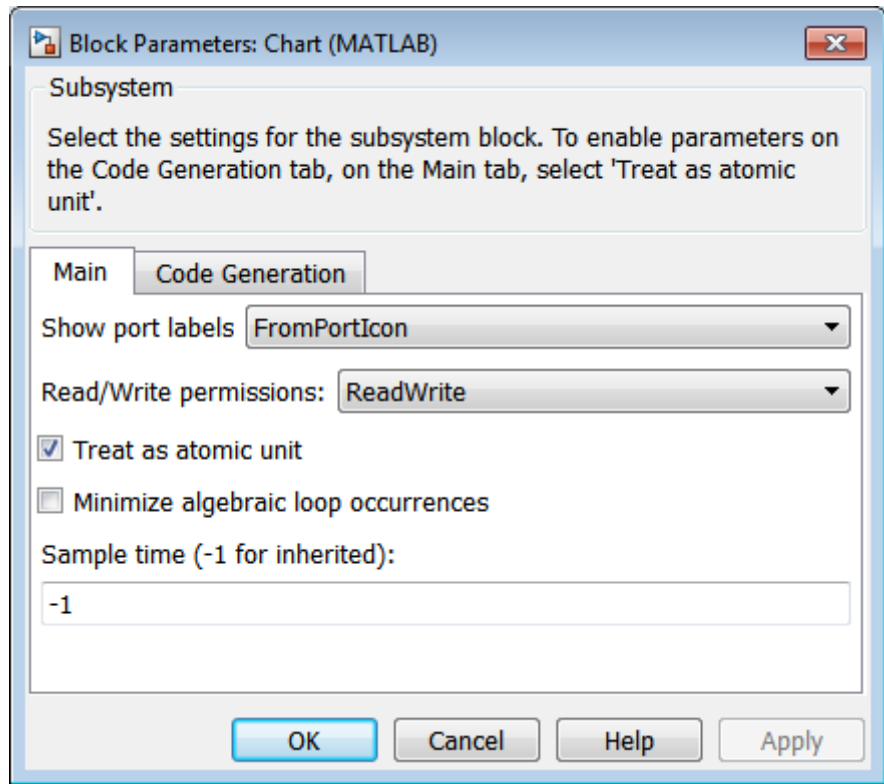 Block Parameters: Chart (MATLAB)
Subsystem
Select the settings for the subsystem block. To enable parameters on
the Code Generation tab, on the Main tab, select 'Treat as atomic
unit'.
Main Code Generation
Show port labels FromPortIcon
Read/Write permissions: ReadWrite
Treat as atomic unit
Minimize algebraic loop occurrences
Sample time (-1 for inherited):
-1
OK Cancel Help Apply